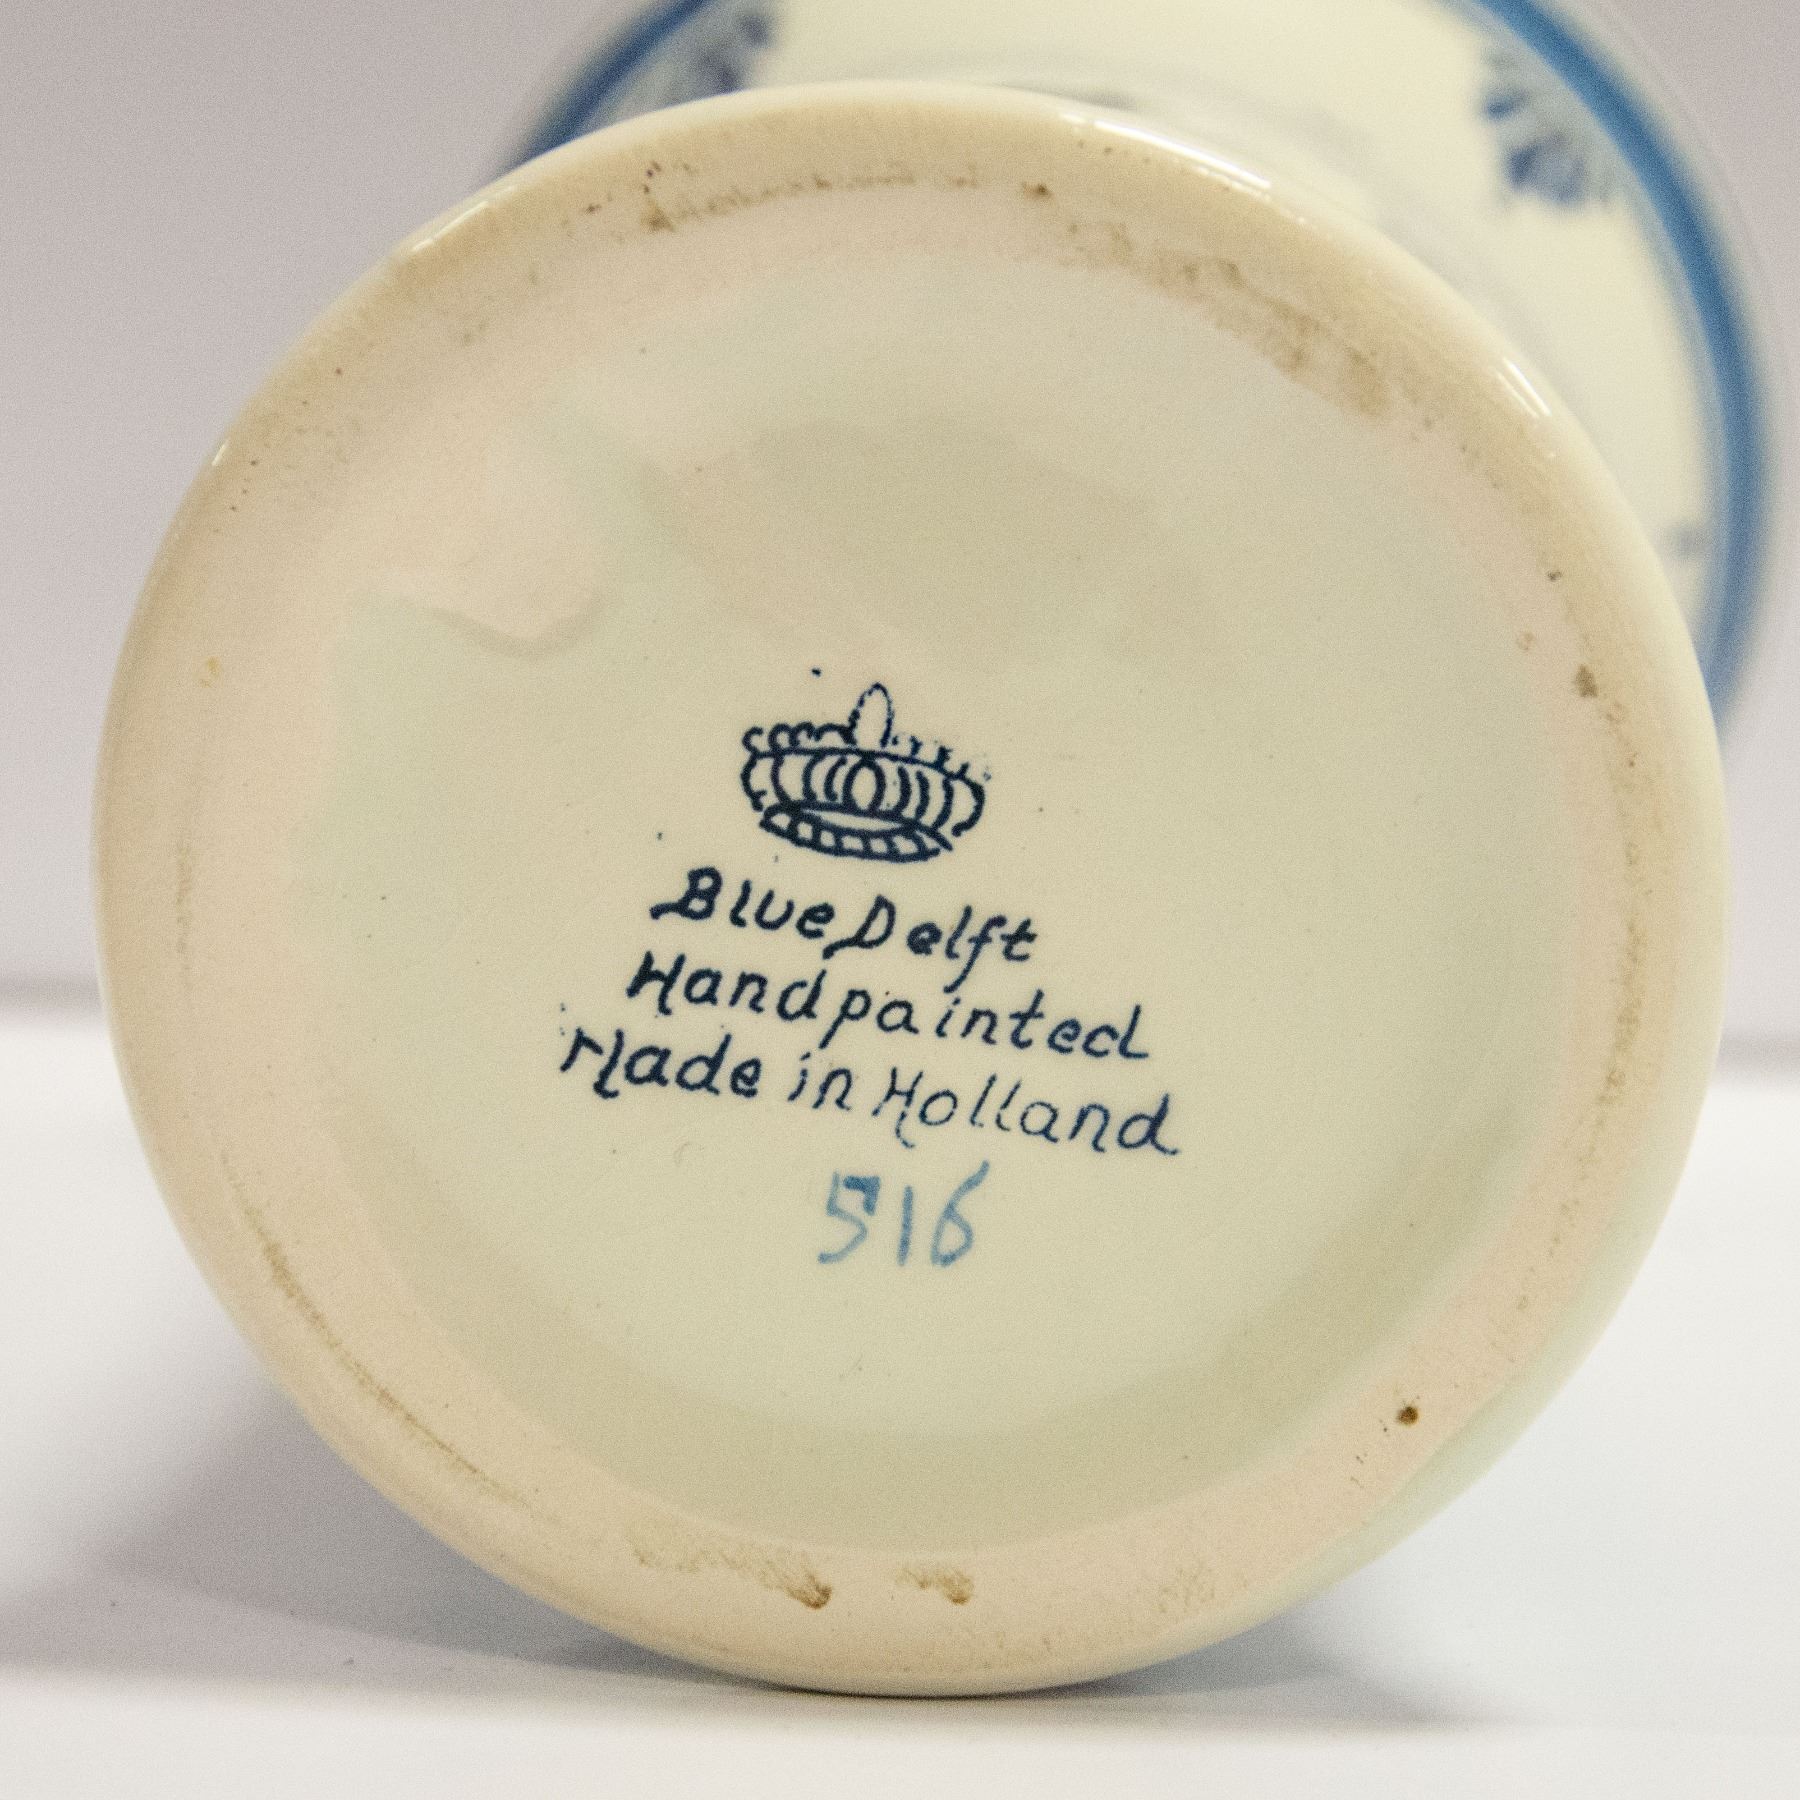 Blue Delft
Handpainted
Made in Holland
516